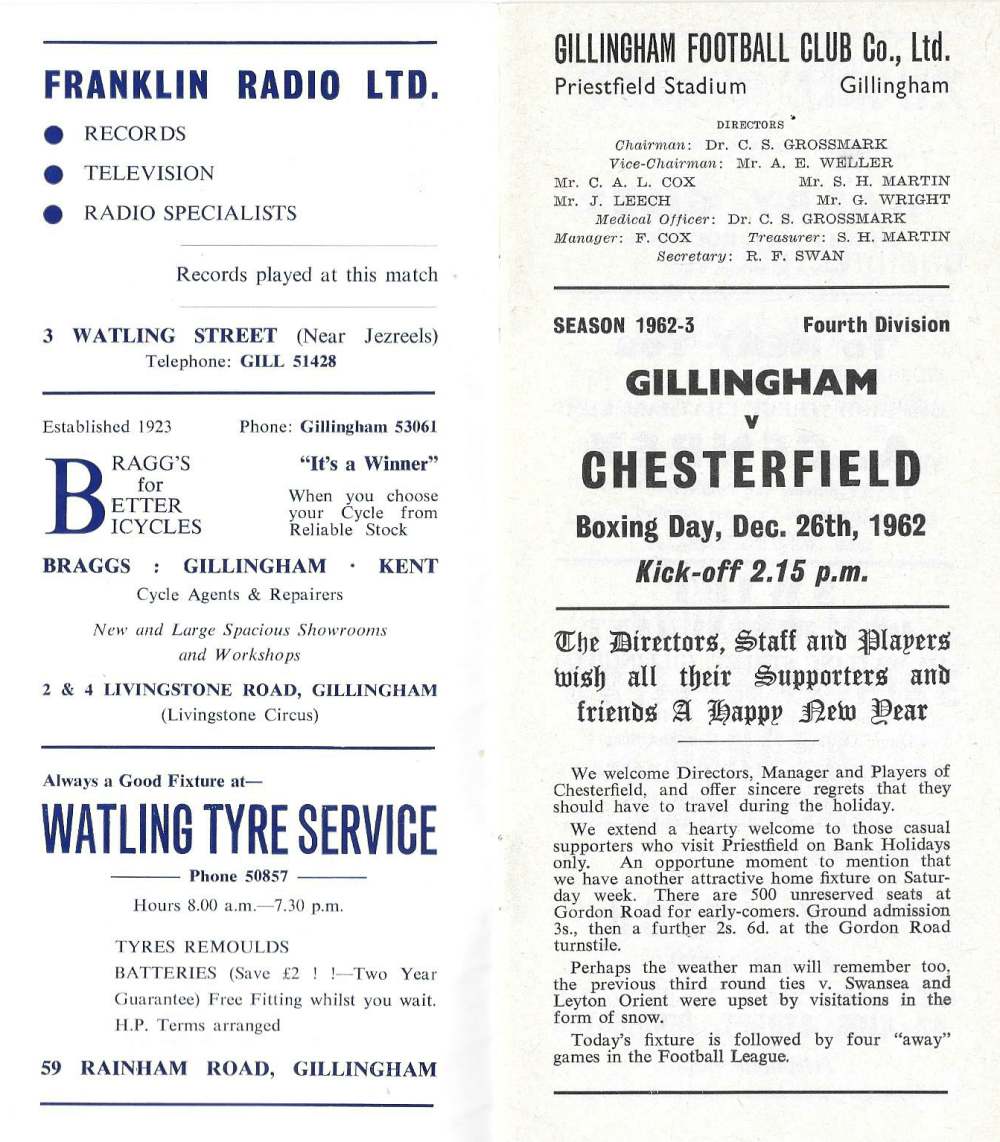 FRANKLIN RADIO LTD.
● RECORDS
● TELEVISION
● RADIO SPECIALISTS
Records played at this match
3 WATLING STREET (Near Jezreels)
Telephone: GILL 51428
Established 1923 Phone: Gillingham 53061
BRAGG'S
for
BETTER
BICYCLES
"It's a Winner"
When you choose
your Cycle from
Reliable Stock
BRAGGS : GILLINGHAM · KENT
Cycle Agents & Repairers
New and Large Spacious Showrooms
and Workshops
2 & 4 LIVINGSTONE ROAD, GILLINGHAM
(Livingstone Circus)
Always a Good Fixture at—
WATLING TYRE SERVICE
Phone 50857
Hours 8.00 a.m.—7.30 p.m.
TYRES REMOULDS
BATTERIES (Save £2 ! !—Two Year
Guarantee) Free Fitting whilst you wait.
H.P. Terms arranged
59 RAINHAM ROAD, GILLINGHAM
GILLINGHAM FOOTBALL CLUB Co., Ltd.
Priestfield Stadium Gillingham
DIRECTORS
Chairman: Dr. C. S. GROSSMARK
Vice-Chairman: Mr. A. E. WELLER
Mr. C. A. L. COX Mr. S. H. MARTIN
Mr. J. LEECH Mr. G. WRIGHT
Medical Officer: Dr. C. S. GROSSMARK
Manager: F. COX Treasurer: S. H. MARTIN
Secretary: R. F. SWAN
SEASON 1962-3 Fourth Division
GILLINGHAM
v
CHESTERFIELD
Boxing Day, Dec. 26th, 1962
Kick-off 2.15 p.m.
The Directors, Staff and Players
wish all their Supporters and
friends A Happy New Year
We welcome Directors, Manager and Players of
Chesterfield, and offer sincere regrets that they
should have to travel during the holiday.
We extend a hearty welcome to those casual
supporters who visit Priestfield on Bank Holidays
only. An opportune moment to mention that
we have another attractive home fixture on Satur-
day week. There are 500 unreserved seats at
Gordon Road for early-comers. Ground admission
3s., then a further 2s. 6d. at the Gordon Road
turnstile.
Perhaps the weather man will remember too,
the previous third round ties v. Swansea and
Leyton Orient were upset by visitations in the
form of snow.
Today's fixture is followed by four "away"
games in the Football League.